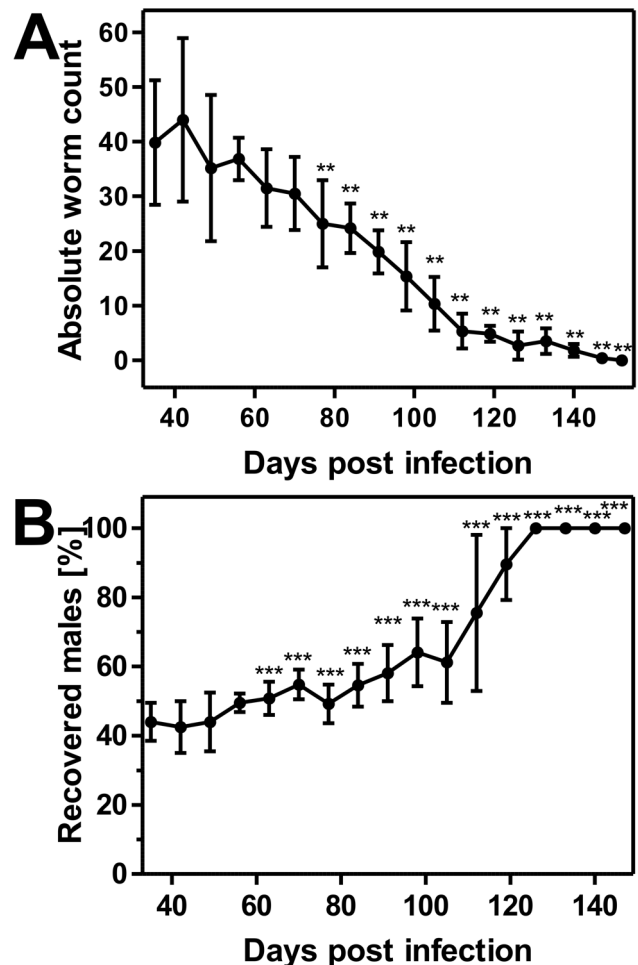 A
Absolute worm count
60
50
40
30
20
10
0
** ** ** ** ** ** ** ** ** ** ** **
40 60 80 100 120 140
Days post infection
B
Recovered males [%]
100
80
60
40
20
0
*** *** *** *** *** *** *** *** *** *** *** *** ***
40 60 80 100 120 140
Days post infection